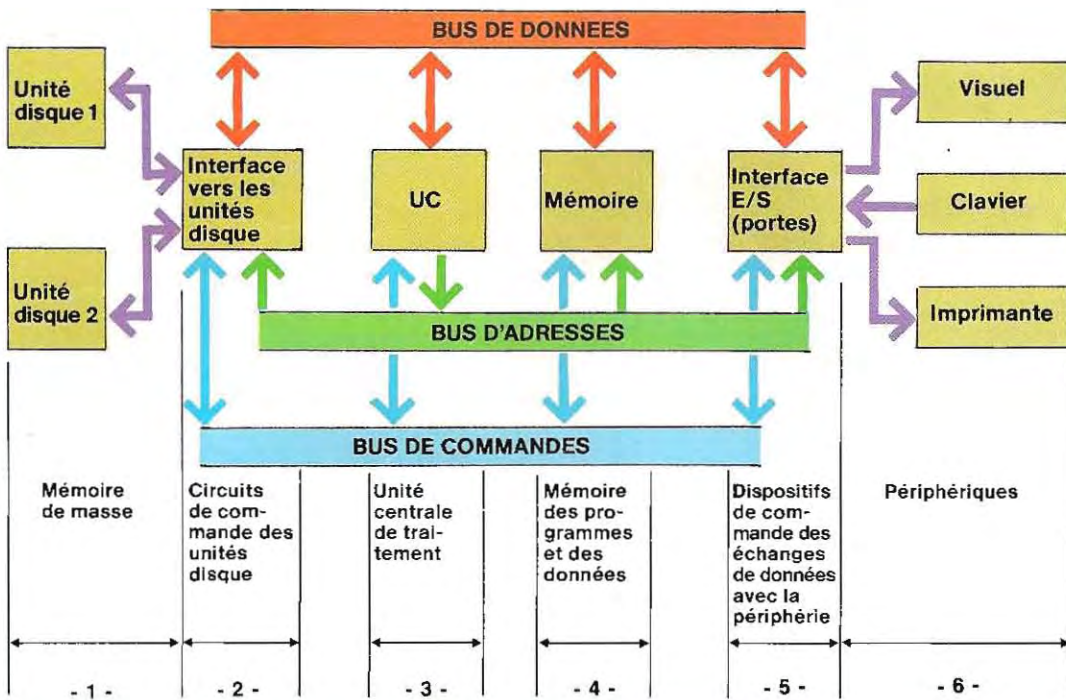 BUS DE DONNEES
Unité
disque 1
Interface
vers les
unités
disque
UC
Mémoire
Interface
E/S
(portes)
Visuel
Clavier
Unité
disque 2
Imprimante
BUS D'ADRESSES
BUS DE COMMANDES
Mémoire
de masse
Circuits
de com-
mande des
unités
disque
Unité
centrale
de trai-
tement
Mémoire
des pro-
grammes
et des
données
Dispositifs
de com-
mande des
échanges
de données
avec la
périphérie
Périphériques
- 1 -
- 2 -
- 3 -
- 4 -
- 5 -
- 6 -